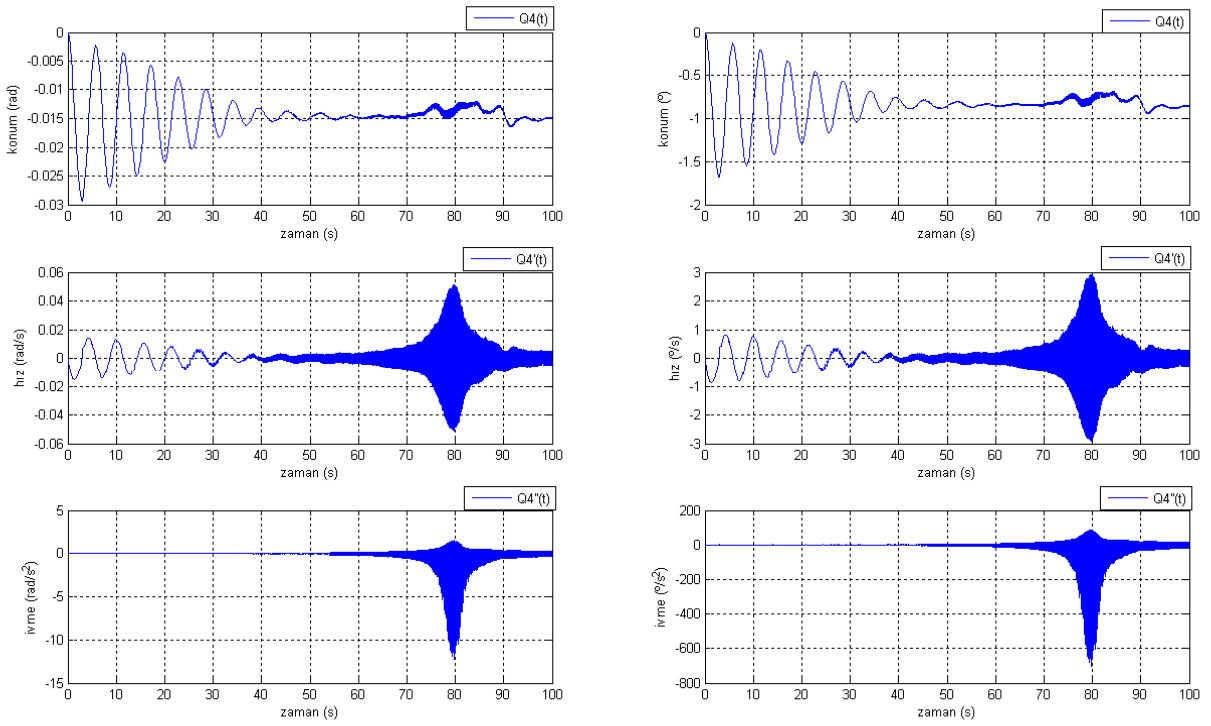 Q4(t)
0
-0.005
-0.01
-0.015
-0.02
-0.025
-0.03
konum (rad)
0 10 20 30 40 50 60 70 80 90 100
zaman (s)
Q4(t)
0
-0.5
-1
-1.5
-2
konum (º)
0 10 20 30 40 50 60 70 80 90 100
zaman (s)
Q4'(t)
0.06
0.04
0.02
0
-0.02
-0.04
-0.06
hız (rad/s)
0 10 20 30 40 50 60 70 80 90 100
zaman (s)
Q4'(t)
3
2
1
0
-1
-2
-3
hız (º/s)
0 10 20 30 40 50 60 70 80 90 100
zaman (s)
Q4''(t)
5
0
-5
-10
-15
ivme (rad/s²)
0 10 20 30 40 50 60 70 80 90 100
zaman (s)
Q4''(t)
200
0
-200
-400
-600
-800
ivme (º/s²)
0 10 20 30 40 50 60 70 80 90 100
zaman (s)